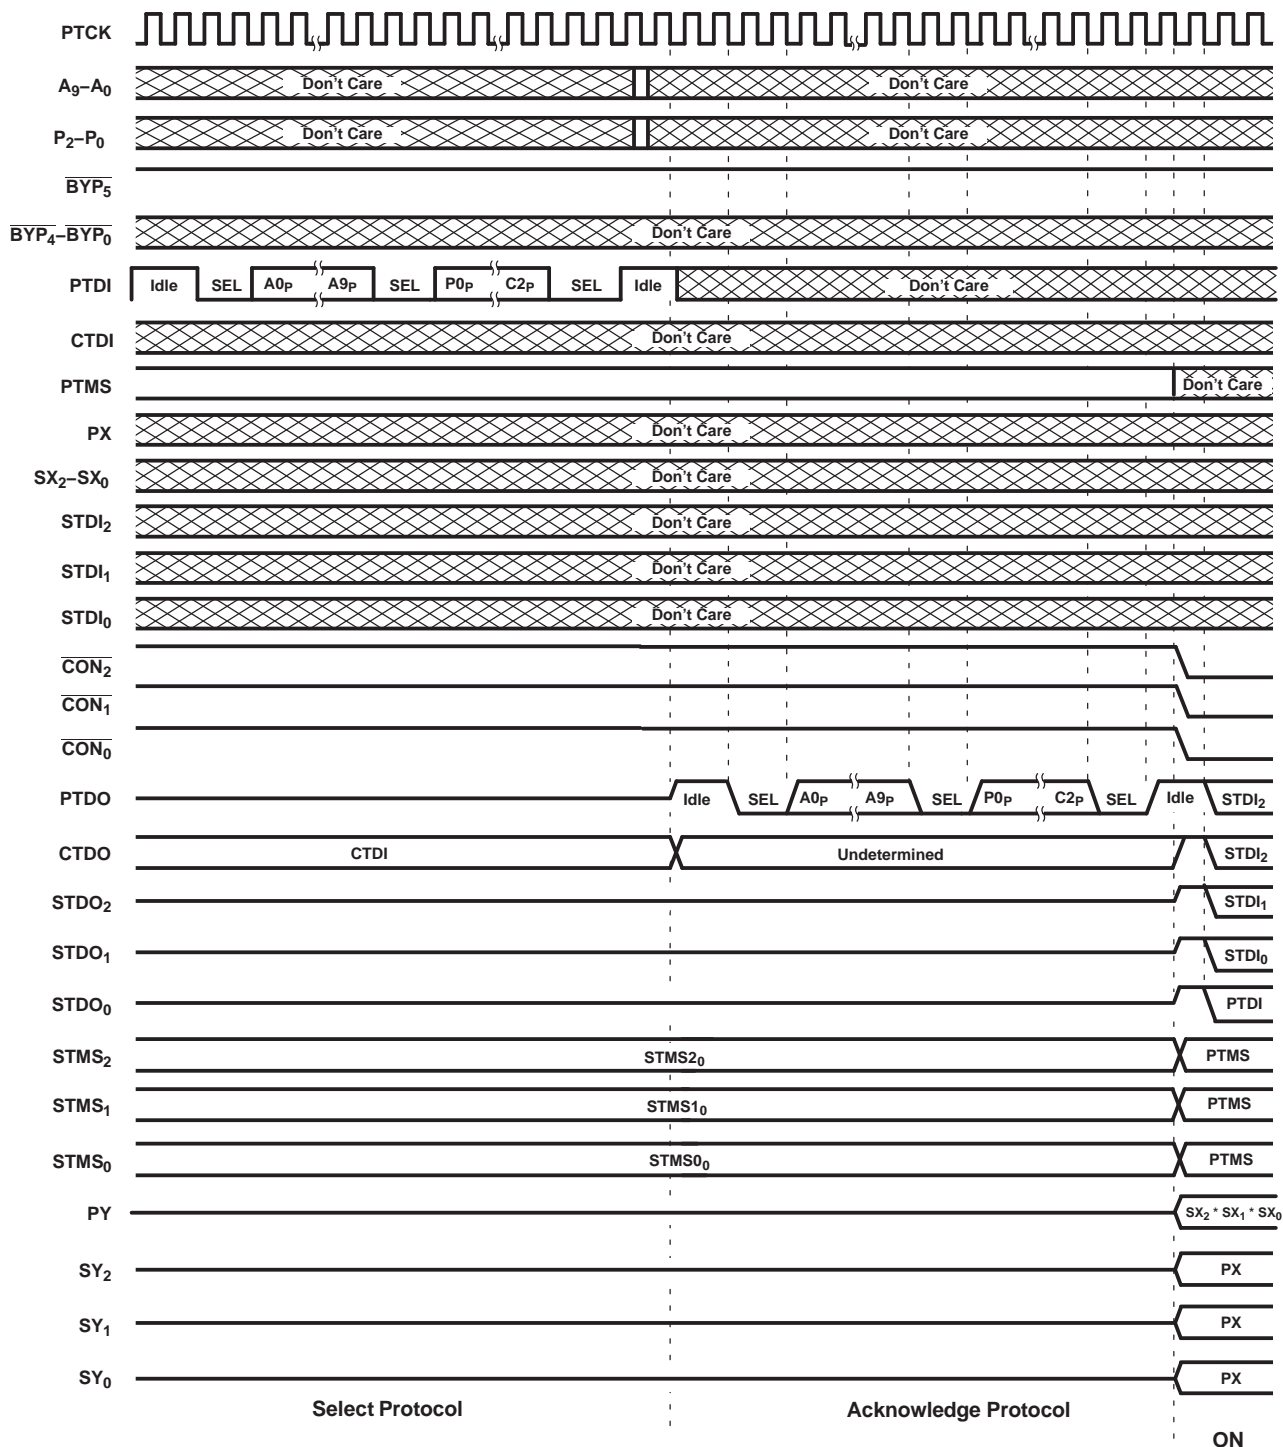 PTCK
A9–A0 Don't Care Don't Care
P2–P0 Don't Care Don't Care
BYP5
BYP4–BYP0 Don't Care
PTDI Idle SEL A0P A9P SEL P0P C2P SEL Idle Don't Care
CTDI Don't Care
PTMS Don't Care
PX Don't Care
SX2–SX0 Don't Care
STDI2 Don't Care
STDI1 Don't Care
STDI0 Don't Care
CON2
CON1
CON0
PTDO Idle SEL A0P A9P SEL P0P C2P SEL Idle STDI2
CTDO CTDI Undetermined STDI2
STDO2 STDI1
STDO1 STDI0
STDO0 PTDI
STMS2 STMS20 PTMS
STMS1 STMS10 PTMS
STMS0 STMS00 PTMS
PY SX2 * SX1 * SX0
SY2 PX
SY1 PX
SY0 PX
Select Protocol Acknowledge Protocol
ON